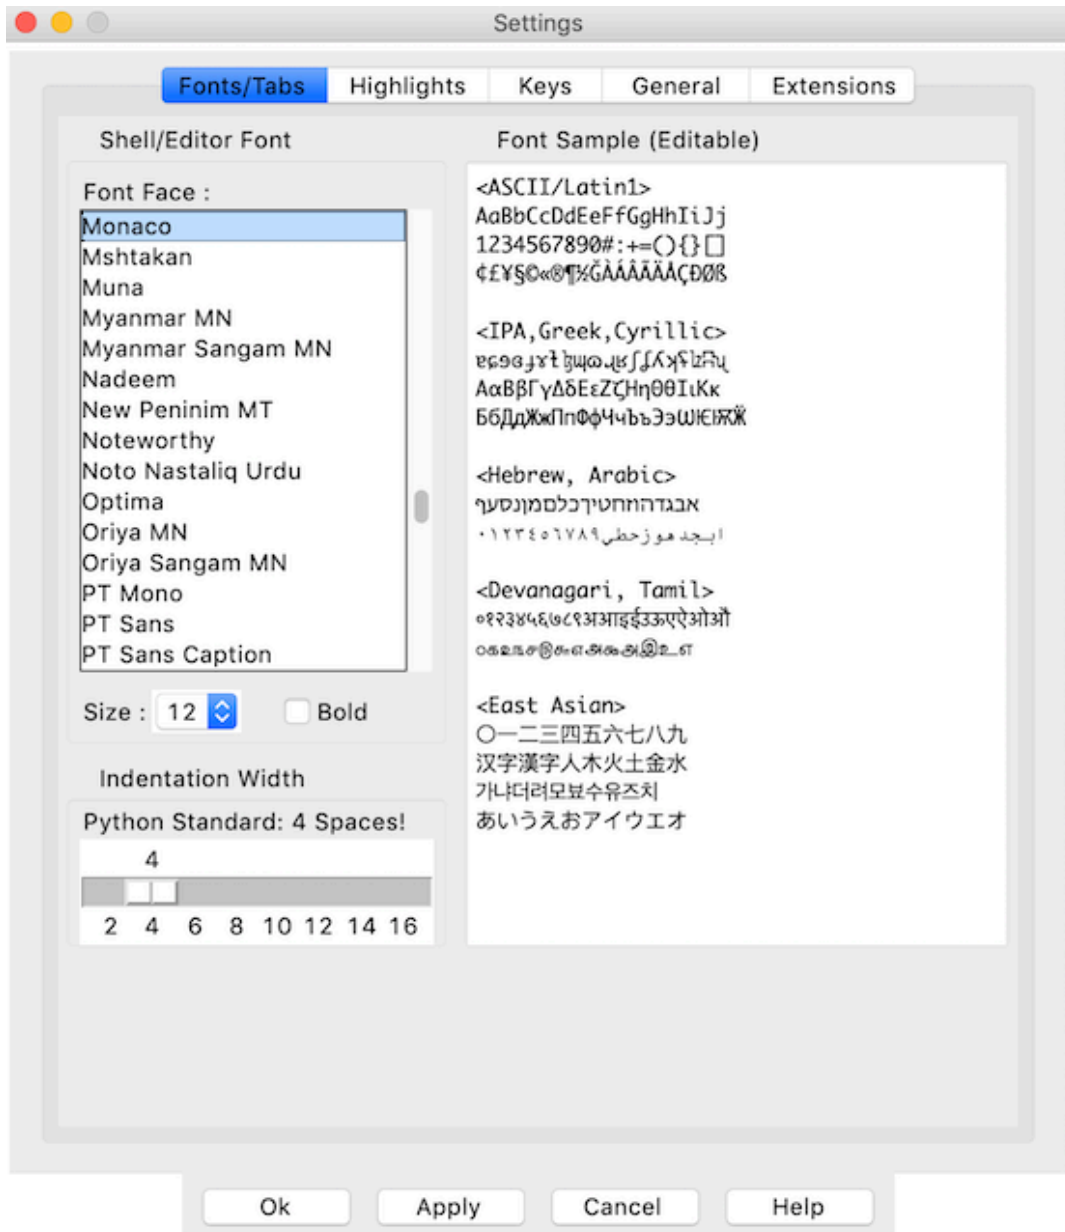 Settings
Fonts/Tabs Highlights Keys General Extensions
Shell/Editor Font
Font Face :
Monaco
Mshtakan
Muna
Myanmar MN
Myanmar Sangam MN
Nadeem
New Peninim MT
Noteworthy
Noto Nastaliq Urdu
Optima
Oriya MN
Oriya Sangam MN
PT Mono
PT Sans
PT Sans Caption
Size : 12 Bold
Indentation Width
Python Standard: 4 Spaces!
4
2 4 6 8 10 12 14 16
Font Sample (Editable)
<ASCII/Latin1>
AaBbCcDdEeFfGgHhIiJj
1234567890#:+=(){}[]
¢£¥§©«®¶½ĞÀÁÂÃÄÅÇÐØß
<IPA,Greek,Cyrillic>
ΑαΒβΓγΔδΕεΖζΗηΘθΙιΚκ
БбДдЖжПпФфЧчЪъЭэѠѤѬӜ
<Hebrew, Arabic>
אבגדהוזחטיךכלםמןנסעף
ابجدهوزحطي٠١٢٣٤٥٦٧٨٩
<Devanagari, Tamil>
०१२३४५६७८९अआइईउऊएऐओऔ
<East Asian>
〇一二三四五六七八九
汉字漢字人木火土金水
가냐더려모뵤수유즈치
あいうえおアイウエオ
Ok Apply Cancel Help